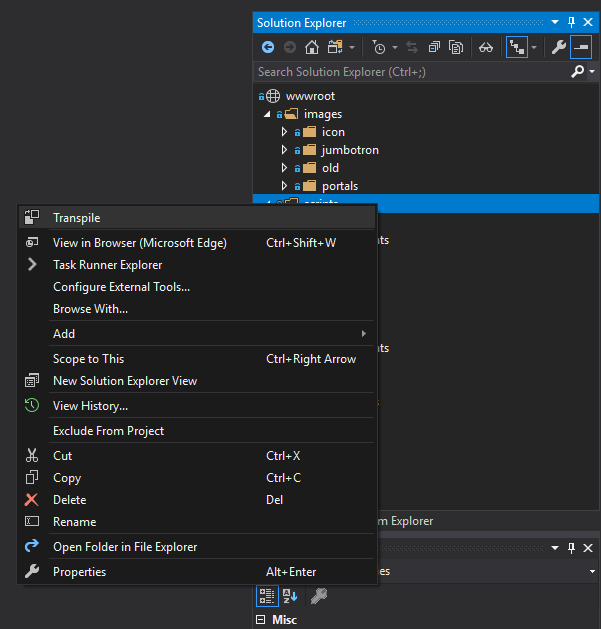 Solution Explorer
Search Solution Explorer (Ctrl+;)
wwwroot
images
icon
jumbotron
old
portals
scripts
Transpile
View in Browser (Microsoft Edge) Ctrl+Shift+W
Task Runner Explorer
Configure External Tools...
Browse With...
Add
Scope to This Ctrl+Right Arrow
New Solution Explorer View
View History...
Exclude From Project
Cut Ctrl+X
Copy Ctrl+C
Delete Del
Rename
Open Folder in File Explorer
Properties Alt+Enter
nts
nts
m Explorer
es
Misc